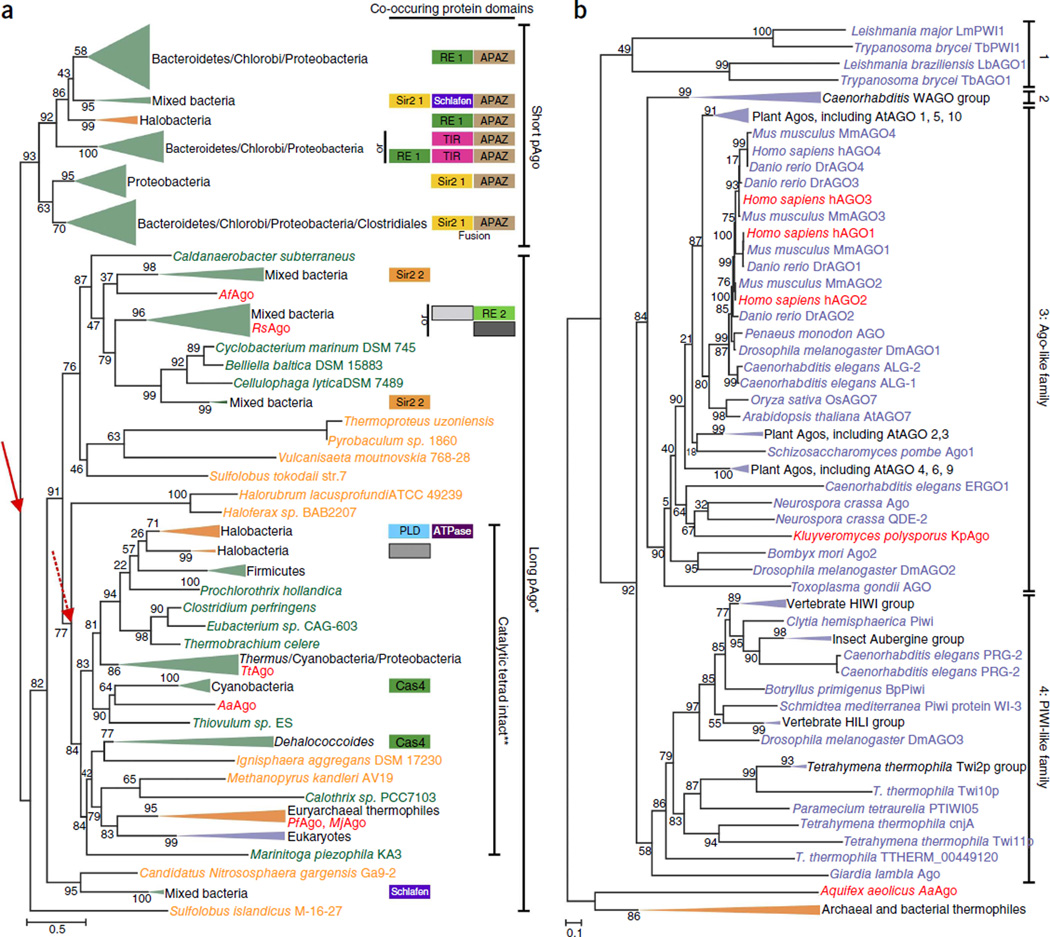 a
Co-occuring protein domains
58
Bacteroidetes/Chlorobi/Proteobacteria
RE 1 APAZ
43
86
95
Mixed bacteria
Sir2 1 Schlafen APAZ
92
99
Halobacteria
RE 1 APAZ
100
Bacteroidetes/Chlorobi/Proteobacteria
or
TIR APAZ
RE 1 TIR APAZ
93
95
Proteobacteria
Sir2 1 APAZ
63
70
Bacteroidetes/Chlorobi/Proteobacteria/Clostridiales
Sir2 1 APAZ
Fusion
Short pAgo
Caldanaerobacter subterraneus
87
37
98
Mixed bacteria
Sir2 2
AfAgo
47
96
Mixed bacteria
RsAgo
or
RE 2
79
89
Cyclobacterium marinum DSM 745
92
Belliella baltica DSM 15883
Cellulophaga lyticaDSM 7489
99
99
Mixed bacteria
Sir2 2
76
Thermoproteus uzoniensis
63
Pyrobaculum sp. 1860
Vulcanisaeta moutnovskia 768-28
46
Sulfolobus tokodaii str.7
91
100
Halorubrum lacusprofundiATCC 49239
Haloferax sp. BAB2207
71
Halobacteria
PLD ATPase
26
57
99
Halobacteria
22
Firmicutes
100
Prochlorothrix hollandica
94
Clostridium perfringens
90
Eubacterium sp. CAG-603
98
Thermobrachium celere
77
81
Thermus/Cyanobacteria/Proteobacteria
86
TtAgo
83
100
64
Cyanobacteria
Cas4
AaAgo
90
Thiovulum sp. ES
82
84
77
Dehalococcoides
Cas4
Ignisphaera aggregans DSM 17230
42
Methanopyrus kandleri AV19
65
Calothrix sp. PCC7103
79
95
Euryarchaeal thermophiles
PfAgo, MjAgo
84
83
99
Eukaryotes
Marinitoga piezophila KA3
Catalytic tetrad intact**
Long pAgo*
Candidatus Nitrososphaera gargensis Ga9-2
95
100
Mixed bacteria
Schlafen
Sulfolobus islandicus M-16-27
0.5
b
Leishmania major LmPWI1
100
49
Trypanosoma brycei TbPWI1
Leishmania braziliensis LbAGO1
99
Trypanosoma brycei TbAGO1
1
99
Caenorhabditis WAGO group
2
91
Plant Agos, including AtAGO 1, 5, 10
Mus musculus MmAGO4
99
Homo sapiens hAGO4
17
Danio rerio DrAGO4
93
Danio rerio DrAGO3
Homo sapiens hAGO3
75
Mus musculus MmAGO3
100
Homo sapiens hAGO1
87
Mus musculus MmAGO1
99
Danio rerio DrAGO1
76
Mus musculus MmAGO2
100
Homo sapiens hAGO2
85
Danio rerio DrAGO2
84
99
Penaeus monodon AGO
21
87
Drosophila melanogaster DmAGO1
Caenorhabditis elegans ALG-2
80
99
Caenorhabditis elegans ALG-1
90
Oryza sativa OsAGO7
98
Arabidopsis thaliana AtAGO7
99
Plant Agos, including AtAGO 2,3
40
18
Schizosaccharomyces pombe Ago1
100
Plant Agos, including AtAGO 4, 6, 9
Caenorhabditis elegans ERGO1
5
32
Neurospora crassa Ago
64
Neurospora crassa QDE-2
67
Kluyveromyces polysporus KpAgo
90
Bombyx mori Ago2
95
Drosophila melanogaster DmAGO2
92
Toxoplasma gondii AGO
3: Ago-like family
89
Vertebrate HIWI group
77
Clytia hemisphaerica Piwi
95
98
Insect Aubergine group
85
90
Caenorhabditis elegans PRG-2
Caenorhabditis elegans PRG-2
85
Botryllus primigenus BpPiwi
97
Schmidtea mediterranea Piwi protein WI-3
55
99
Vertebrate HILI group
Drosophila melanogaster DmAGO3
79
93
Tetrahymena thermophila Twi2p group
99
87
T. thermophila Twi10p
86
Paramecium tetraurelia PTIWI05
83
Tetrahymena thermophila cnjA
94
Tetrahymena thermophila Twi11p
58
T. thermophila TTHERM_00449120
Giardia lambla Ago
4: PIWI-like family
Aquifex aeolicus AaAgo
86
Archaeal and bacterial thermophiles
0.1